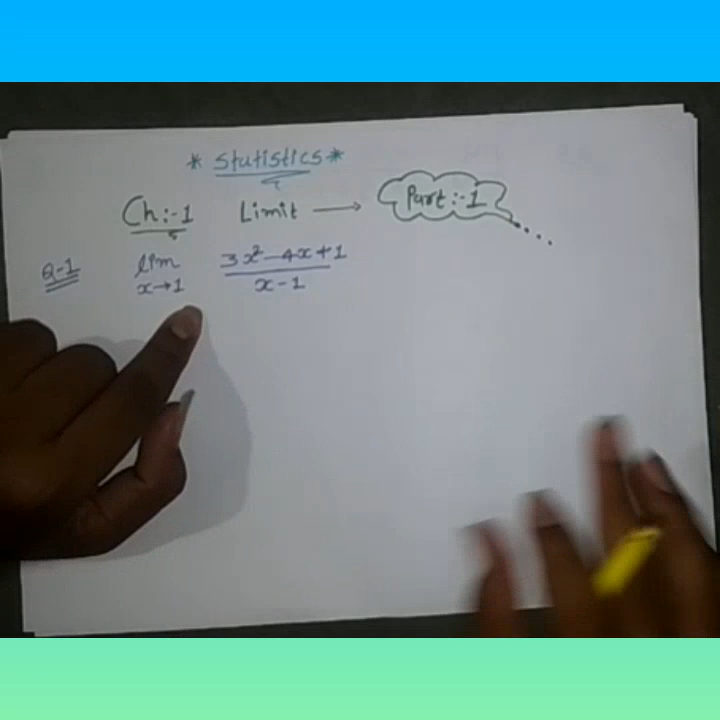 * Statistics *
Ch:-1 Limit → Part:-1 ....
Q-1 lim x→1 3x²-4x+1 / x-1